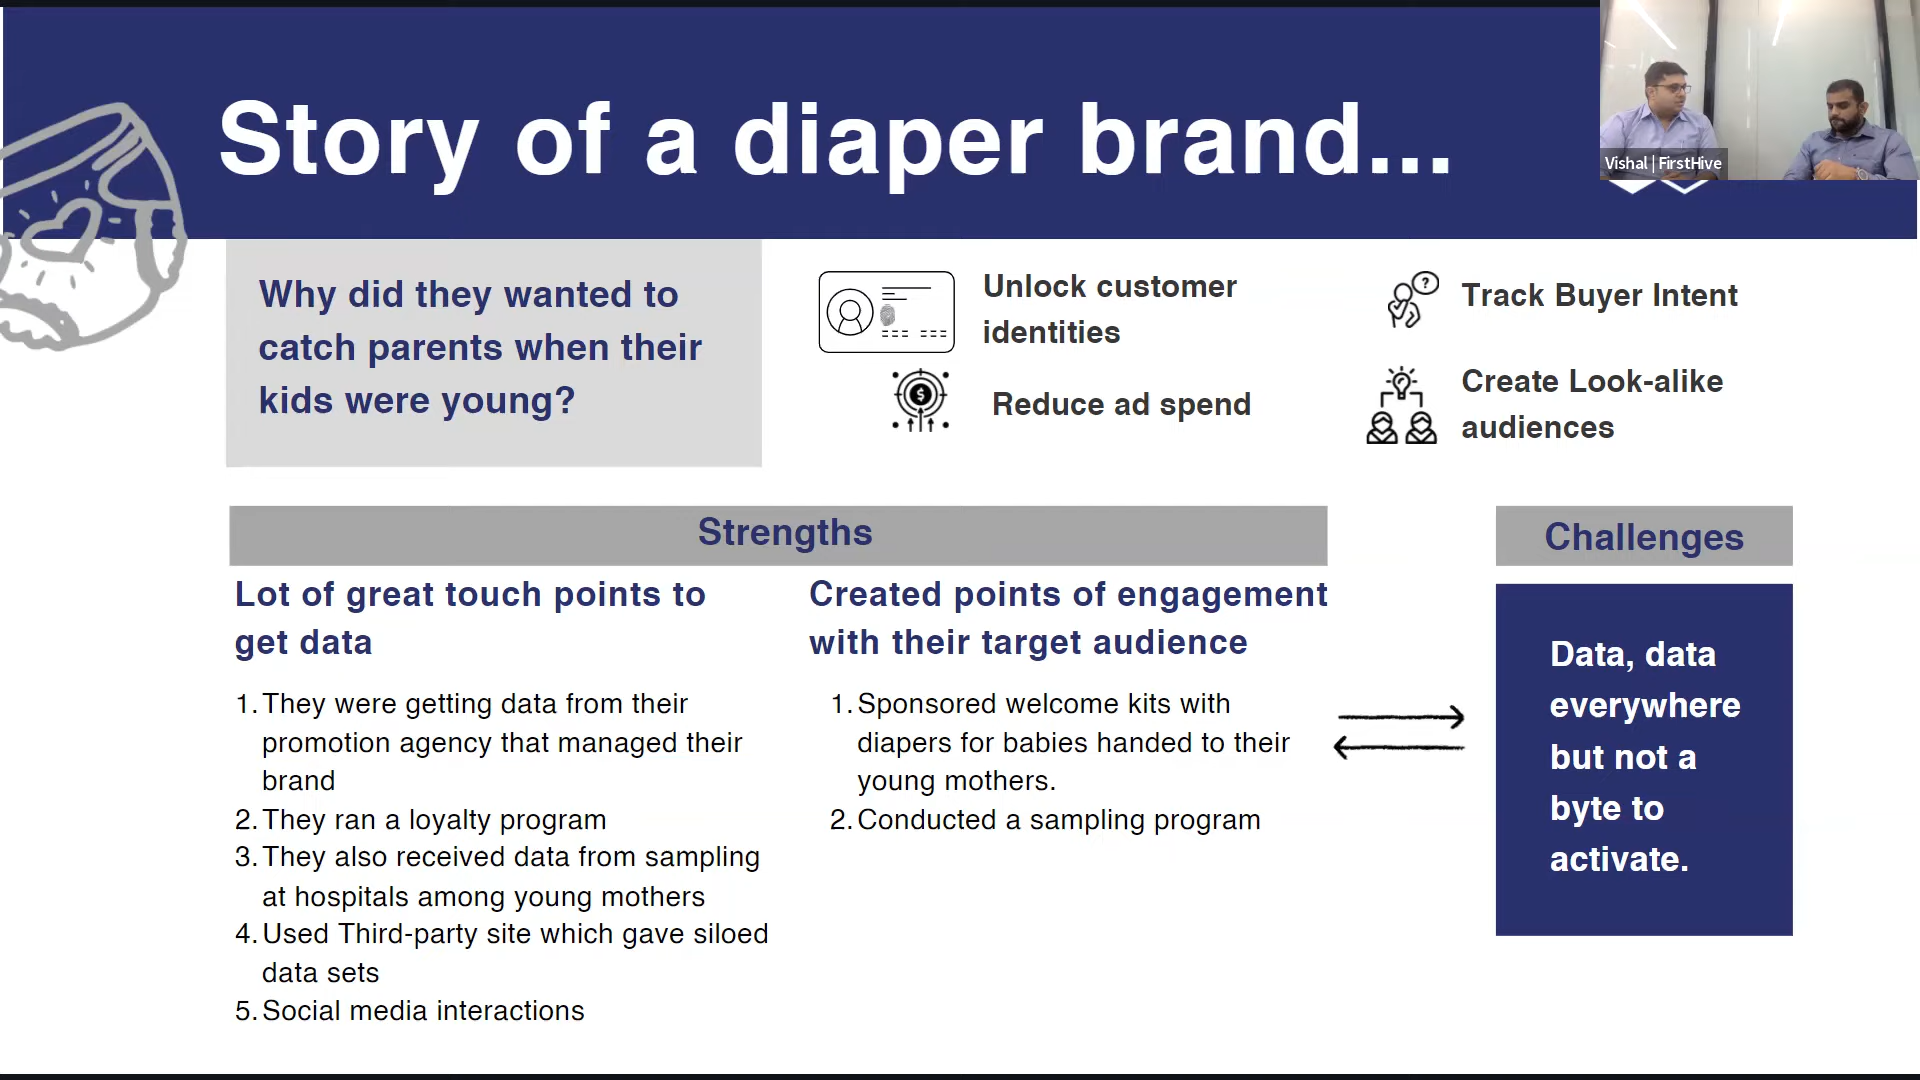 Story of a diaper brand...
Vishal | FirstHive
Why did they wanted to
catch parents when their
kids were young?
Unlock customer
identities
Reduce ad spend
Track Buyer Intent
Create Look-alike
audiences
Strengths
Lot of great touch points to
get data
1. They were getting data from their
promotion agency that managed their
brand
2. They ran a loyalty program
3. They also received data from sampling
at hospitals among young mothers
4. Used Third-party site which gave siloed
data sets
5. Social media interactions
Created points of engagement
with their target audience
1. Sponsored welcome kits with
diapers for babies handed to their
young mothers.
2. Conducted a sampling program
Challenges
Data, data
everywhere
but not a
byte to
activate.